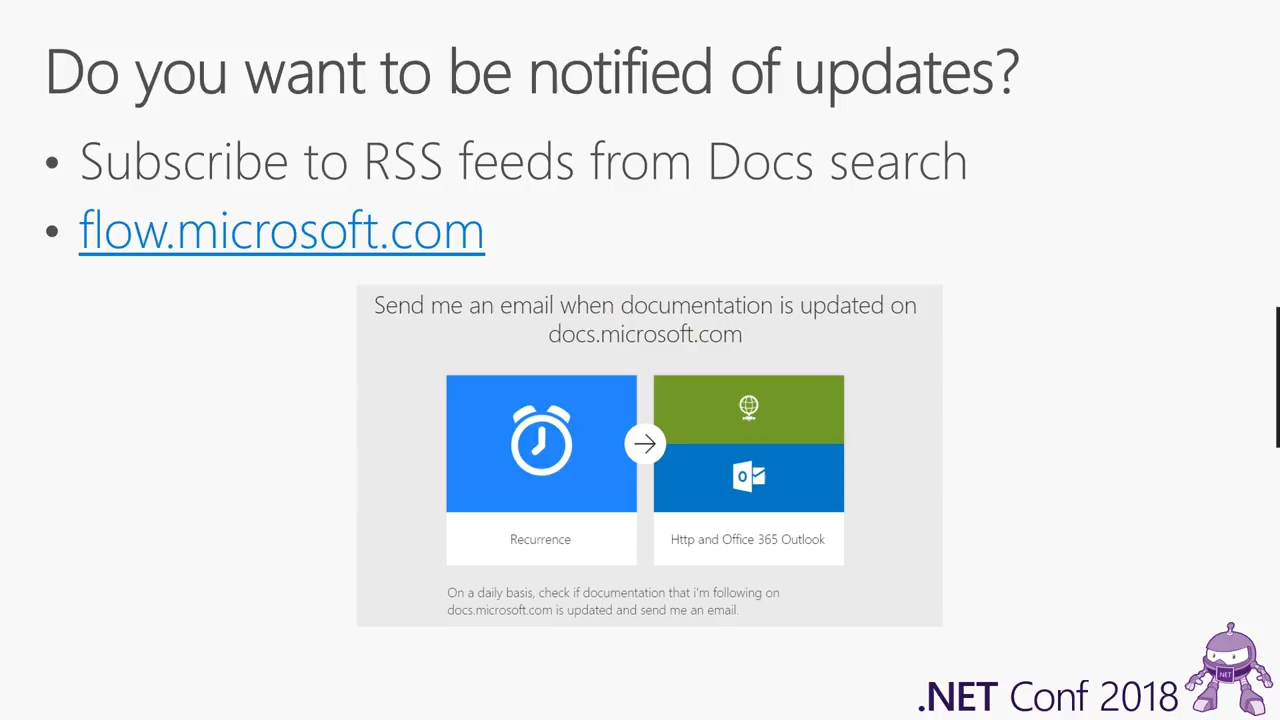 Do you want to be notified of updates?
• Subscribe to RSS feeds from Docs search
• flow.microsoft.com
Send me an email when documentation is updated on
docs.microsoft.com
Recurrence
Http and Office 365 Outlook
On a daily basis, check if documentation that i'm following on
docs.microsoft.com is updated and send me an email.
.NET Conf 2018
.NET